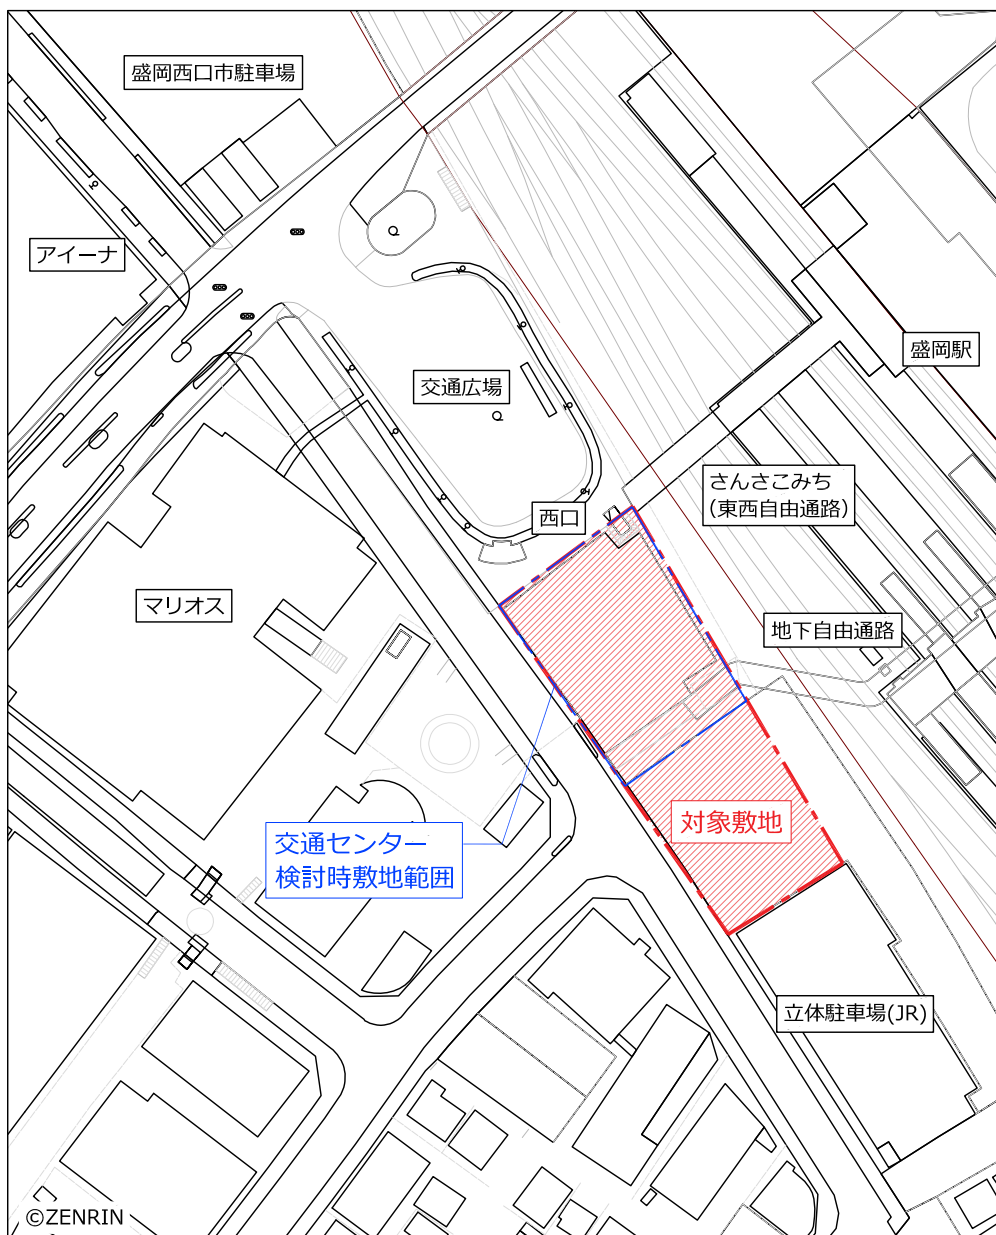 盛岡西口市駐車場
アイーナ
盛岡駅
交通広場
さんさこみち
(東西自由通路)
西口
マリオス
地下自由通路
対象敷地
交通センター
検討時敷地範囲
立体駐車場(JR)
©ZENRIN